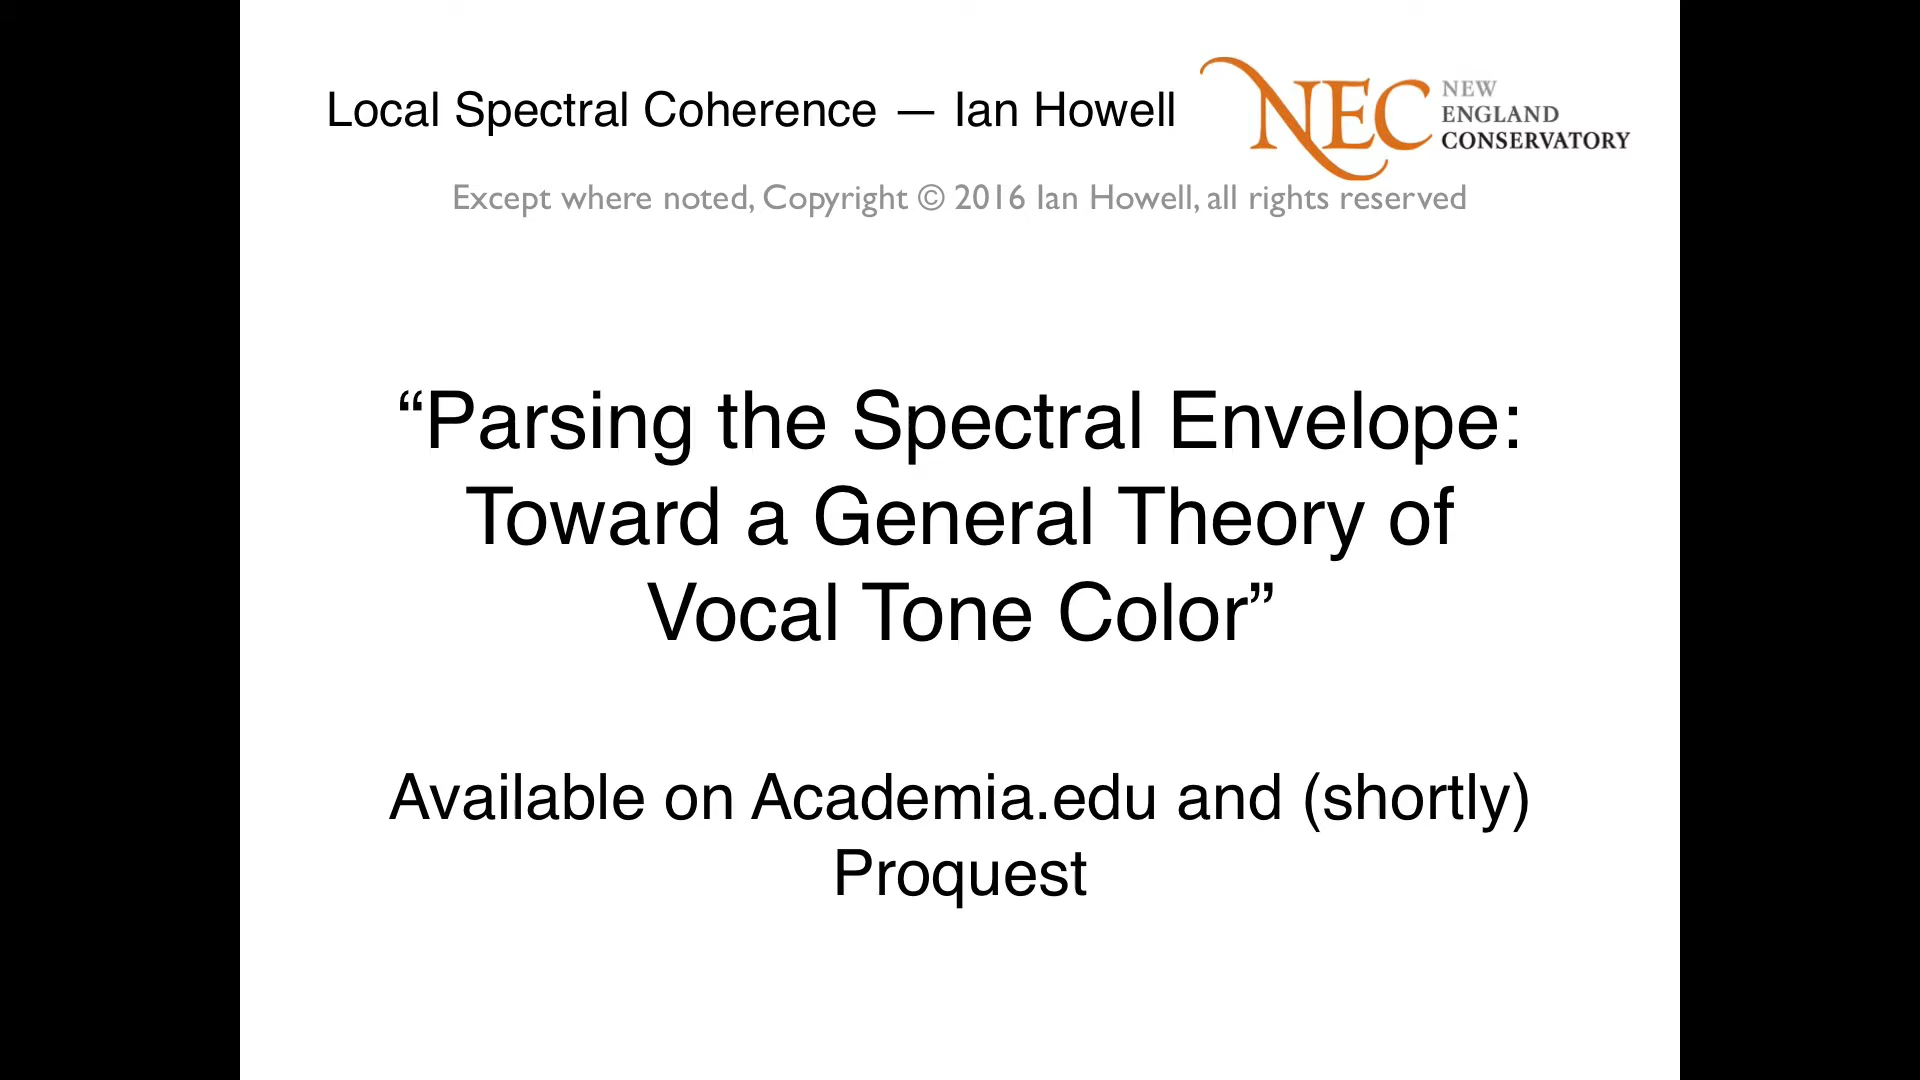 Local Spectral Coherence — Ian Howell
NEC
NEW
ENGLAND
CONSERVATORY
Except where noted, Copyright © 2016 Ian Howell, all rights reserved
“Parsing the Spectral Envelope:
Toward a General Theory of
Vocal Tone Color”
Available on Academia.edu and (shortly)
Proquest